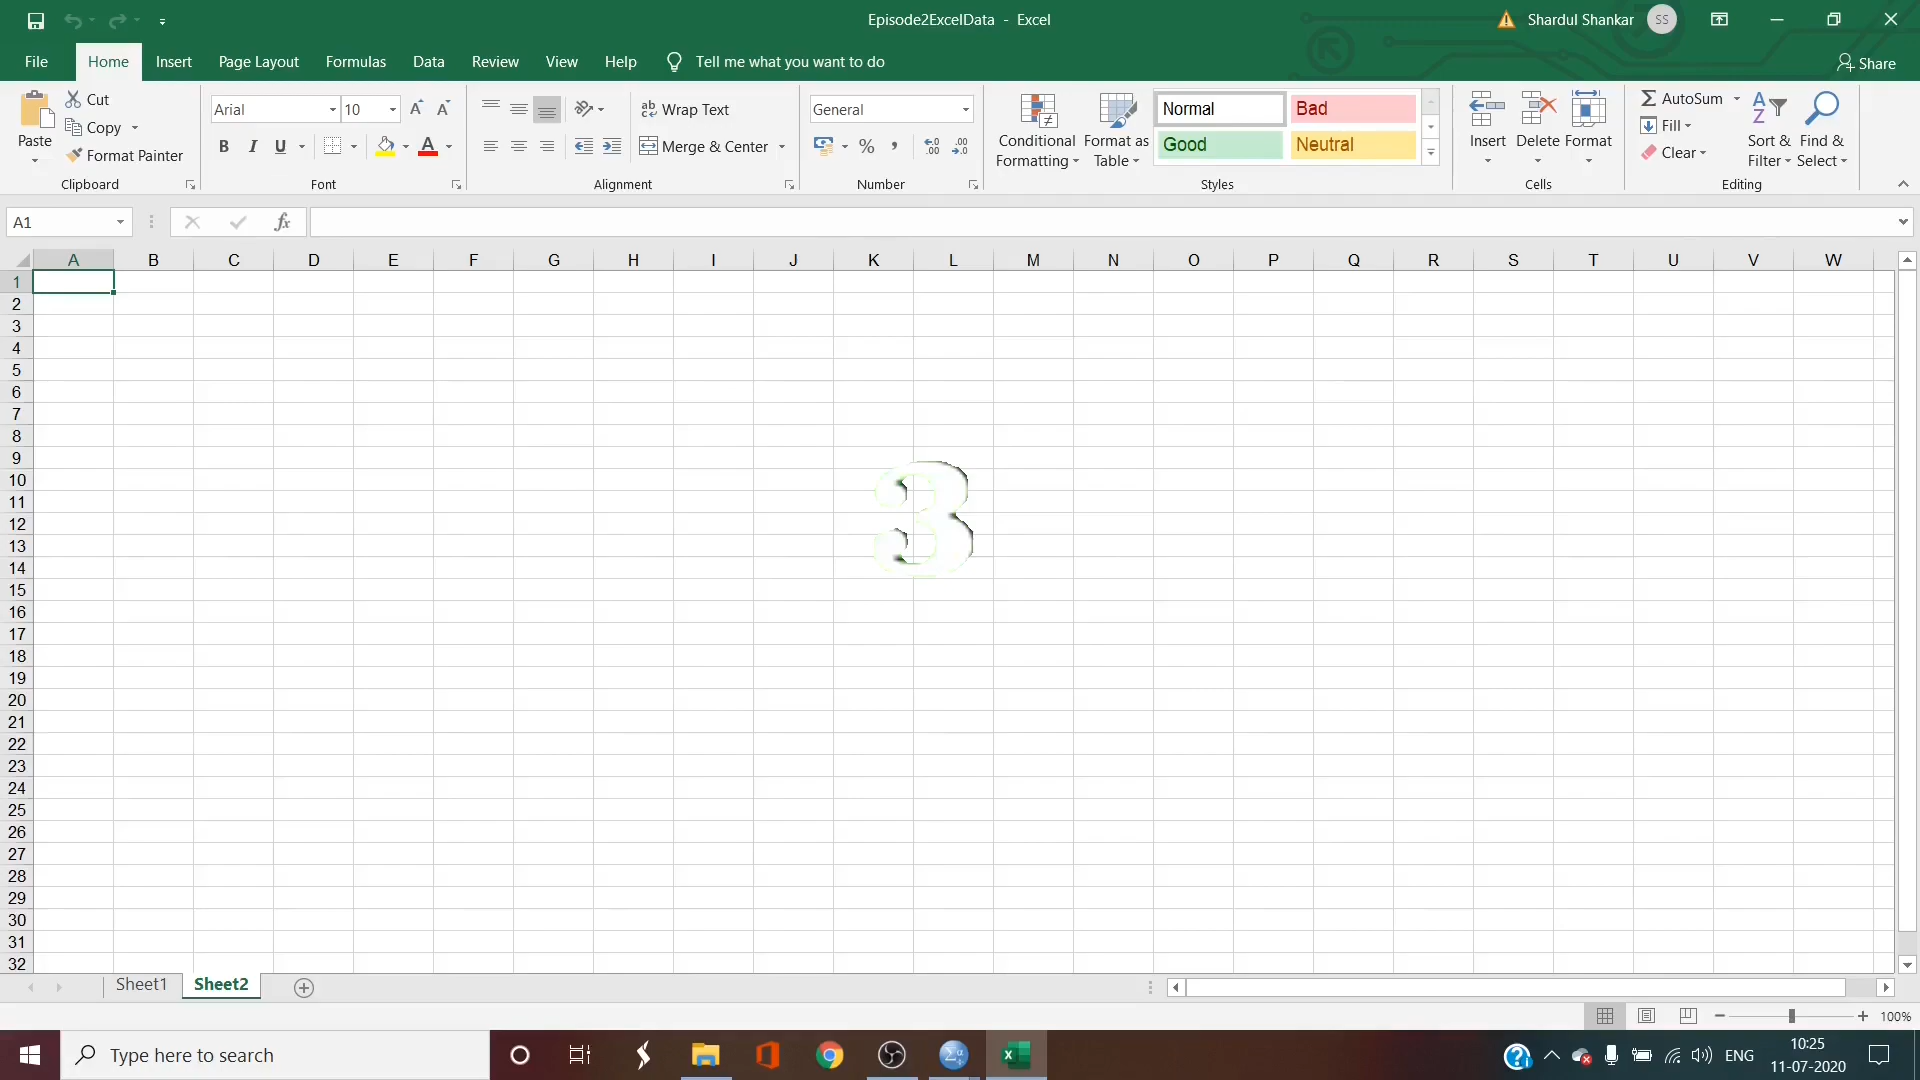 Episode2ExcelData - Excel
Shardul Shankar SS
File Home Insert Page Layout Formulas Data Review View Help Tell me what you want to do Share
Paste
Cut
Copy
Format Painter
Clipboard
Arial 10
B I U A
Font
Wrap Text
Merge & Center
Alignment
General
%
Number
Conditional Formatting
Format as Table
Normal Bad
Good Neutral
Styles
Insert Delete Format
Cells
AutoSum
Fill
Clear
Sort & Filter
Find & Select
Editing
A1 fx
A B C D E F G H I J K L M N O P Q R S T U V W
1
2
3
4
5
6
7
8
9
10
11
12
13
14
15
16
17
18
19
20
21
22
23
24
25
26
27
28
29
30
31
32
3
Sheet1 Sheet2
100%
Type here to search
ENG
10:25
11-07-2020